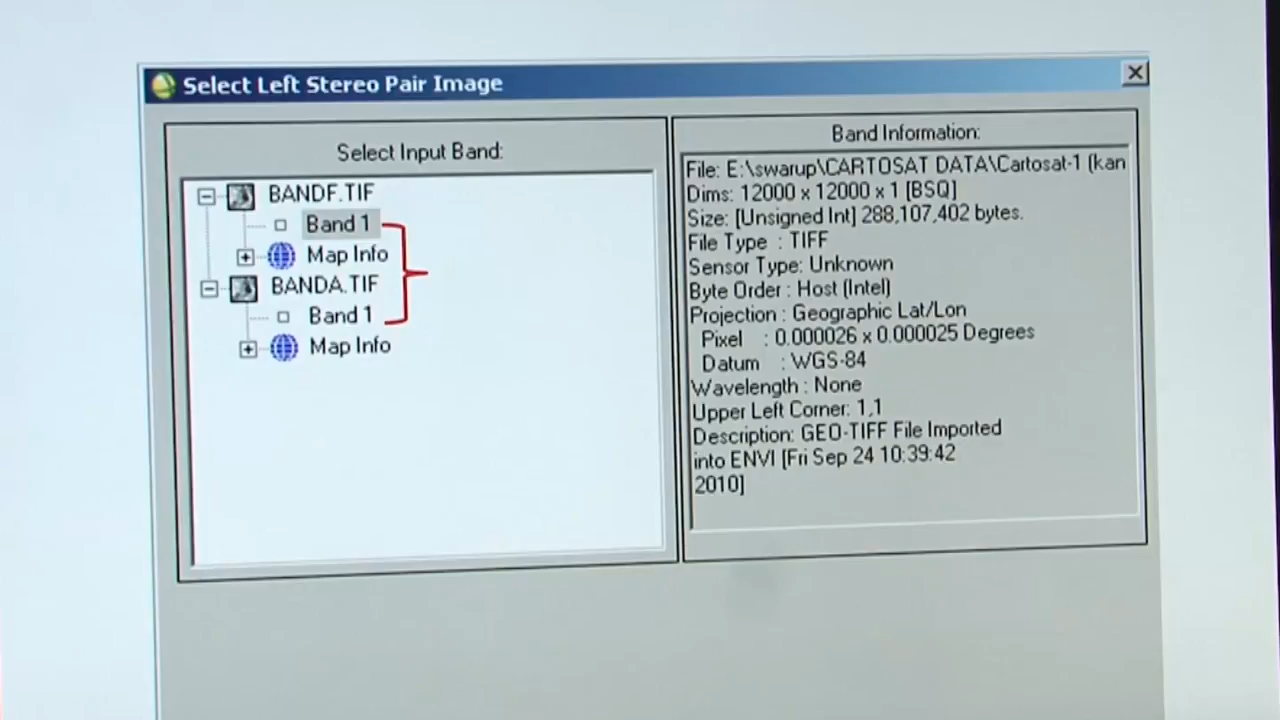 Select Left Stereo Pair Image
Select Input Band:
BANDF.TIF
Band 1
Map Info
BANDA.TIF
Band 1
Map Info
Band Information:
File: E:\swarup\CARTOSAT DATA\Cartosat-1 (kan
Dims: 12000 x 12000 x 1 [BSQ]
Size: [Unsigned Int] 288,107,402 bytes.
File Type : TIFF
Sensor Type: Unknown
Byte Order : Host (Intel)
Projection : Geographic Lat/Lon
Pixel : 0.000026 x 0.000025 Degrees
Datum : WGS-84
Wavelength : None
Upper Left Corner: 1,1
Description: GEO-TIFF File Imported
into ENVI [Fri Sep 24 10:39:42
2010]